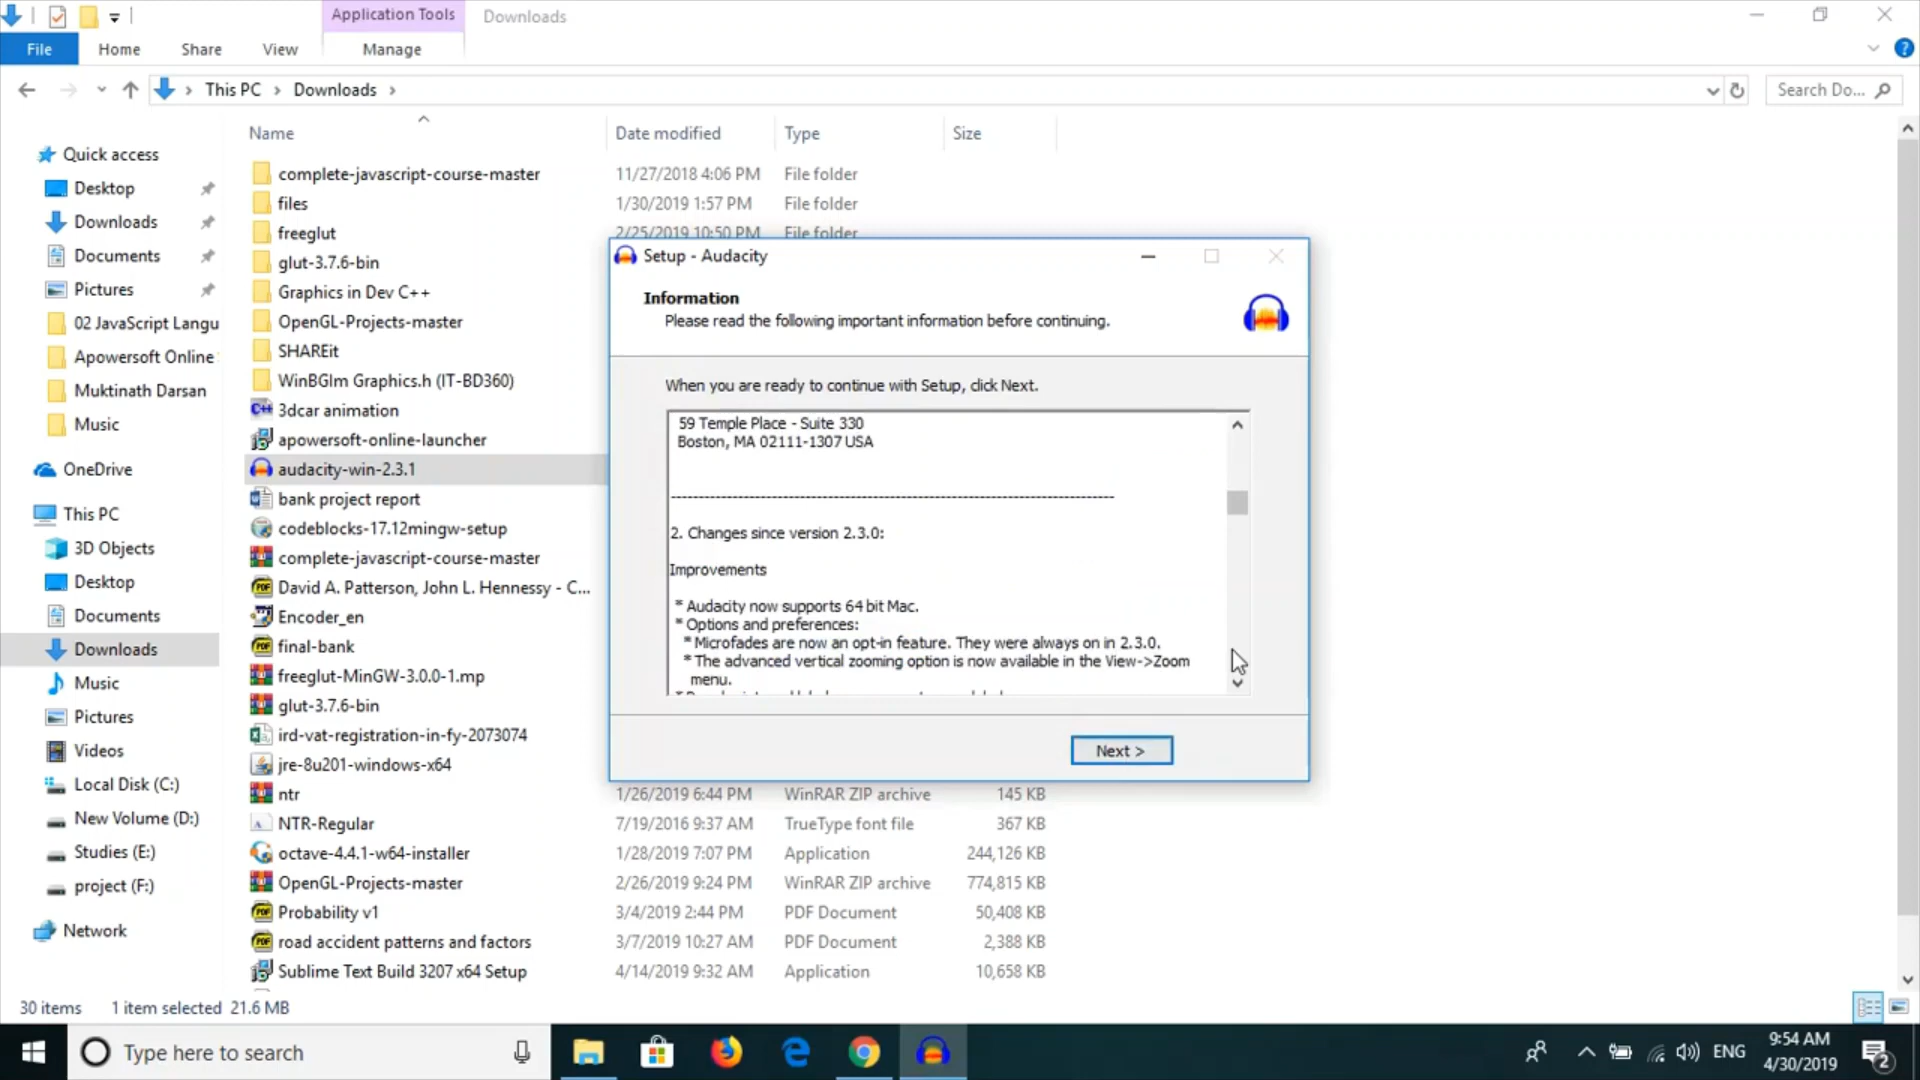 Application Tools
Downloads
File
Home
Share
View
Manage
This PC
Downloads
Search Do...
Name
Date modified
Type
Size
Quick access
Desktop
Downloads
Documents
Pictures
02 JavaScript Langu
Apowersoft Online
Muktinath Darsan
Music
OneDrive
This PC
3D Objects
Desktop
Documents
Downloads
Music
Pictures
Videos
Local Disk (C:)
New Volume (D:)
Studies (E:)
project (F:)
Network
complete-javascript-course-master 11/27/2018 4:06 PM File folder
files 1/30/2019 1:57 PM File folder
freeglut 2/25/2019 10:50 PM File folder
glut-3.7.6-bin
Graphics in Dev C++
OpenGL-Projects-master
SHAREit
WinBGIm Graphics.h (IT-BD360)
3dcar animation
apowersoft-online-launcher
audacity-win-2.3.1
bank project report
codeblocks-17.12mingw-setup
complete-javascript-course-master
David A. Patterson, John L. Hennessy - C...
Encoder_en
final-bank
freeglut-MinGW-3.0.0-1.mp
glut-3.7.6-bin
ird-vat-registration-in-fy-2073074
jre-8u201-windows-x64
ntr 1/26/2019 6:44 PM WinRAR ZIP archive 145 KB
NTR-Regular 7/19/2016 9:37 AM TrueType font file 367 KB
octave-4.4.1-w64-installer 1/28/2019 7:07 PM Application 244,126 KB
OpenGL-Projects-master 2/26/2019 9:24 PM WinRAR ZIP archive 774,815 KB
Probability v1 3/4/2019 2:44 PM PDF Document 50,408 KB
road accident patterns and factors 3/7/2019 10:27 AM PDF Document 2,388 KB
Sublime Text Build 3207 x64 Setup 4/14/2019 9:32 AM Application 10,658 KB
Setup - Audacity
Information
Please read the following important information before continuing.
When you are ready to continue with Setup, click Next.
59 Temple Place - Suite 330
Boston, MA 02111-1307 USA
--------------------------------------------------------------------------------
2. Changes since version 2.3.0:
Improvements
* Audacity now supports 64 bit Mac.
* Options and preferences:
* Microfades are now an opt-in feature. They were always on in 2.3.0.
* The advanced vertical zooming option is now available in the View->Zoom
menu.
Next >
30 items 1 item selected 21.6 MB
Type here to search
ENG
9:54 AM
4/30/2019
2